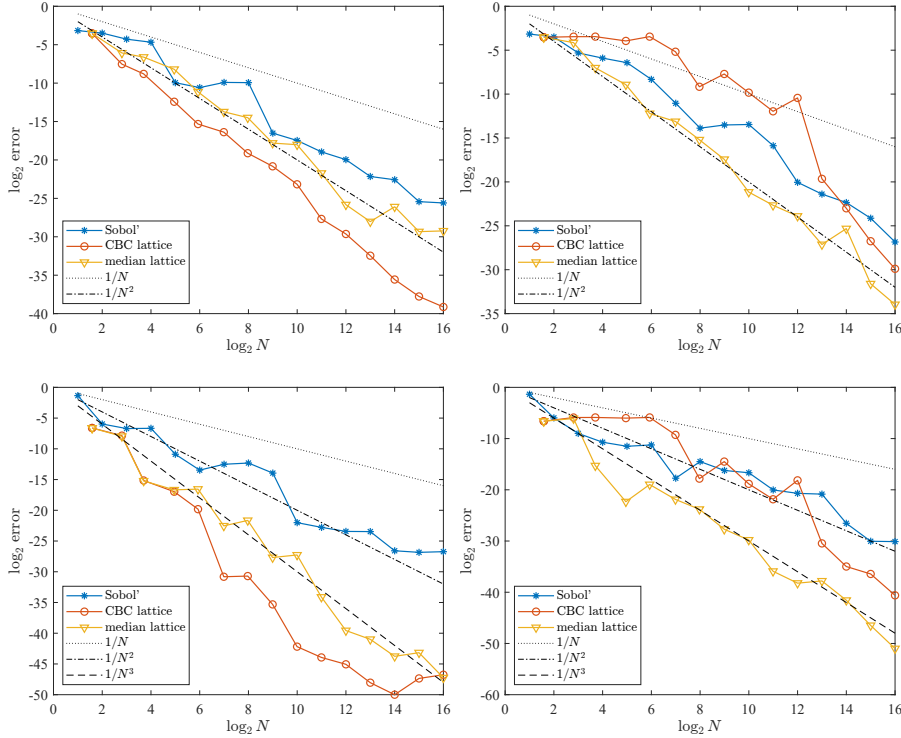 0
-5
-10
-15
-20
-25
-30
-35
-40
log₂ error
Sobol'
CBC lattice
median lattice
1/N
1/N²
0 2 4 6 8 10 12 14 16
log₂ N
0
-5
-10
-15
-20
-25
-30
-35
log₂ error
Sobol'
CBC lattice
median lattice
1/N
1/N²
0 2 4 6 8 10 12 14 16
log₂ N
0
-5
-10
-15
-20
-25
-30
-35
-40
-45
-50
log₂ error
Sobol'
CBC lattice
median lattice
1/N
1/N²
1/N³
0 2 4 6 8 10 12 14 16
log₂ N
0
-10
-20
-30
-40
-50
-60
log₂ error
Sobol'
CBC lattice
median lattice
1/N
1/N²
1/N³
0 2 4 6 8 10 12 14 16
log₂ N